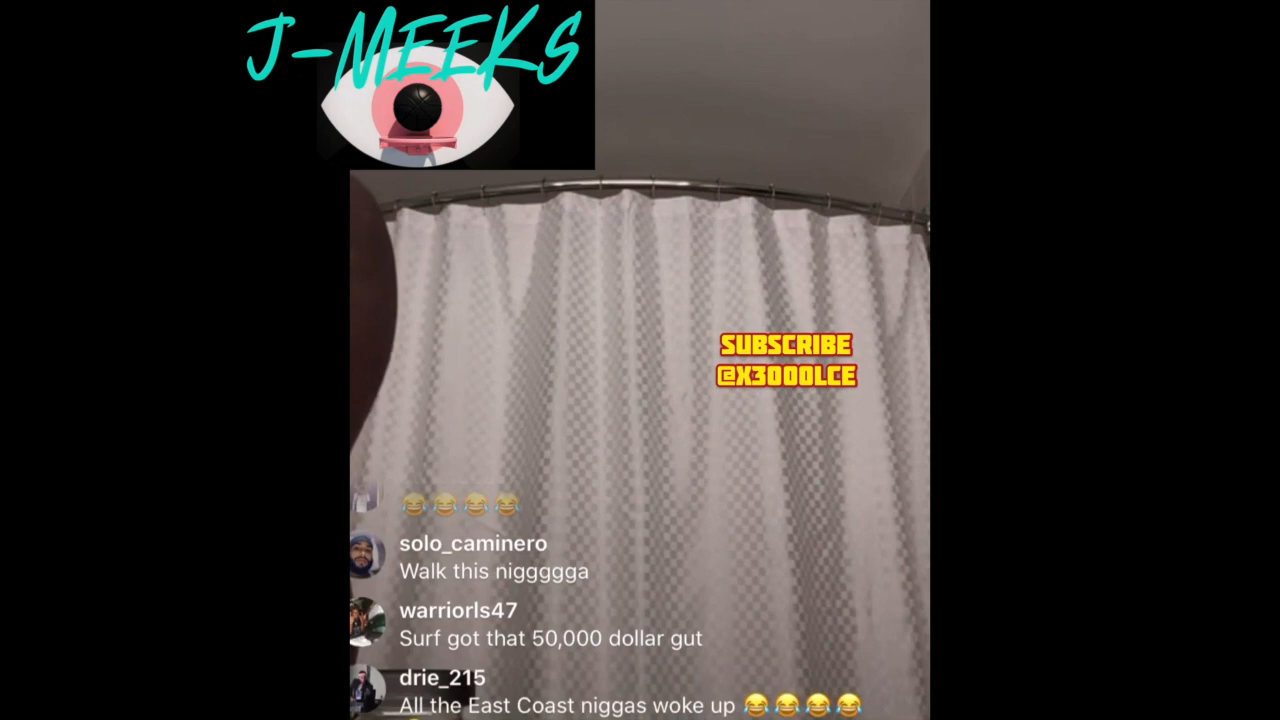 J-MEEKS
SUBSCRIBE
@X3000LCE
😂😂😂😂
solo_caminero
Walk this niggggga
warriorls47
Surf got that 50,000 dollar gut
drie_215
All the East Coast niggas woke up 😂😂😂😂